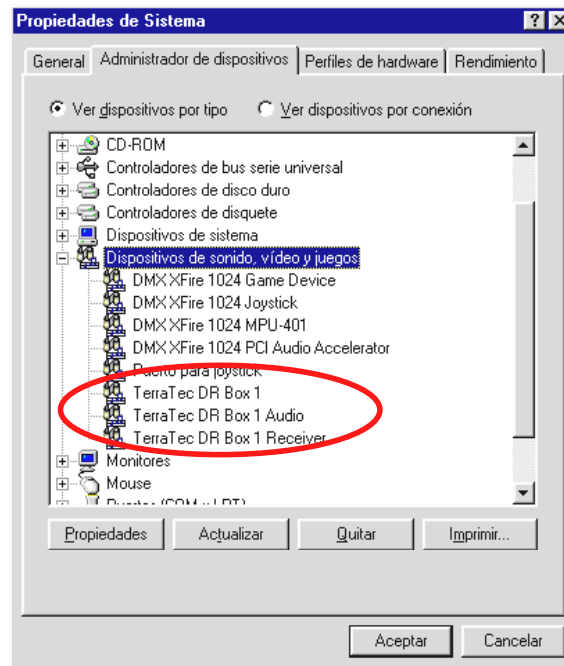 Propiedades de Sistema
General Administrador de dispositivos Perfiles de hardware Rendimiento
Ver dispositivos por tipo Ver dispositivos por conexión
CD-ROM
Controladores de bus serie universal
Controladores de disco duro
Controladores de disquete
Dispositivos de sistema
Dispositivos de sonido, vídeo y juegos
DMX XFire 1024 Game Device
DMX XFire 1024 Joystick
DMX XFire 1024 MPU-401
DMX XFire 1024 PCI Audio Accelerator
Puerto para joystick
TerraTec DR Box 1
TerraTec DR Box 1 Audio
TerraTec DR Box 1 Receiver
Monitores
Mouse
Puertos (COM y LPT)
Propiedades Actualizar Quitar Imprimir...
Aceptar Cancelar